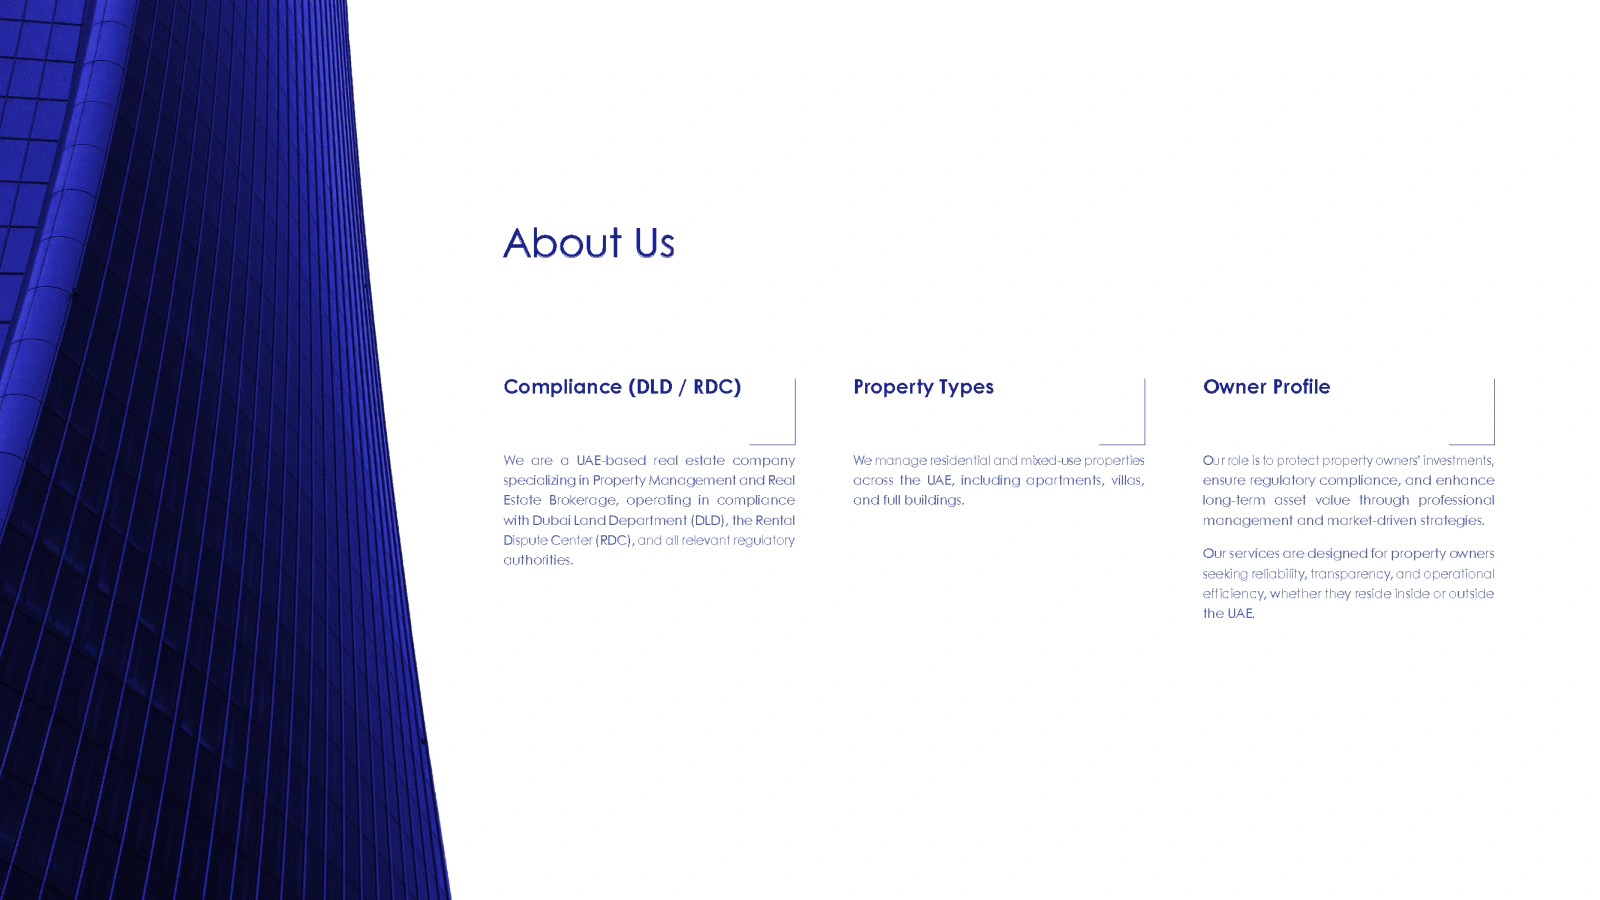 About Us
Compliance (DLD / RDC)
We are a UAE-based real estate company
specializing in Property Management and Real
Estate Brokerage, operating in compliance
with Dubai Land Department (DLD), the Rental
Dispute Center (RDC), and all relevant regulatory
authorities.
Property Types
We manage residential and mixed-use properties
across the UAE, including apartments, villas,
and full buildings.
Owner Profile
Our role is to protect property owners' investments,
ensure regulatory compliance, and enhance
long-term asset value through professional
management and market-driven strategies.
Our services are designed for property owners
seeking reliability, transparency, and operational
efficiency, whether they reside inside or outside
the UAE.